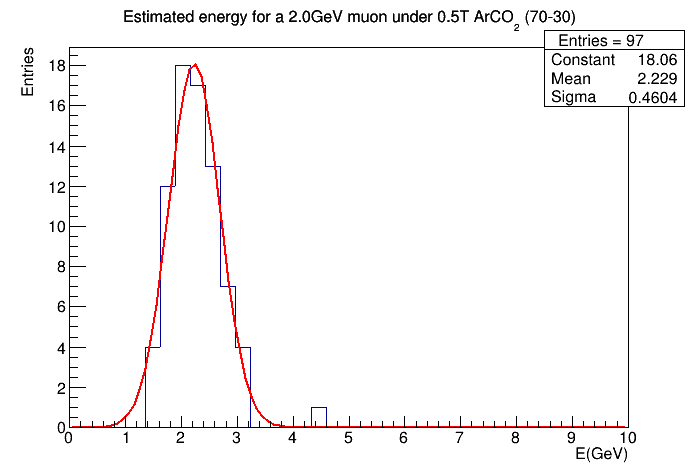 Estimated energy for a 2.0GeV muon under 0.5T ArCO₂ (70-30)
Entries = 97
Constant 18.06
Mean 2.229
Sigma 0.4604
Entries
18
16
14
12
10
8
6
4
2
0
0 1 2 3 4 5 6 7 8 9 10
E(GeV)